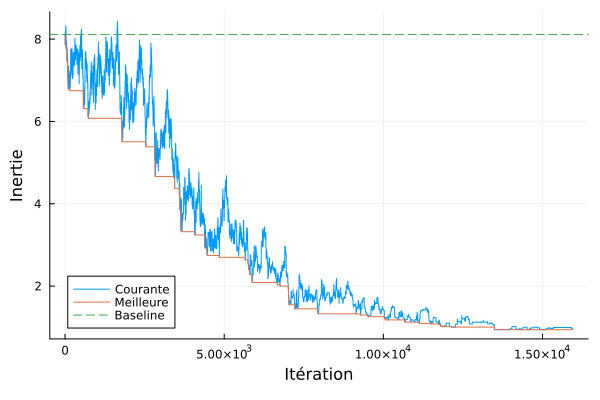 Inertie
8
6
4
2
Courante
Meilleure
Baseline
0 5.00×10³ 1.00×10⁴ 1.50×10⁴
Itération